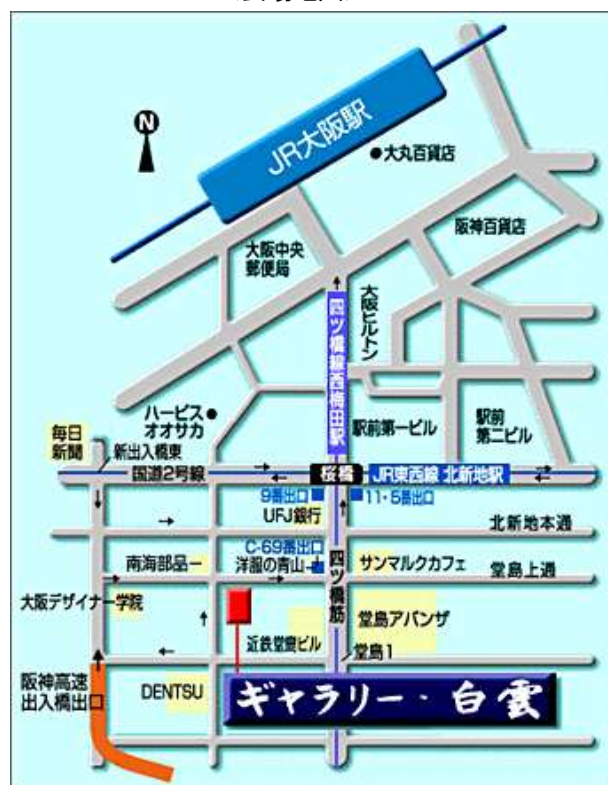 N
JR大阪駅
大丸百貨店
阪神百貨店
大阪中央
郵便局
大阪ヒルトン
四ツ橋線西梅田駅
ハービス
オオサカ
駅前第一ビル
駅前
第二ビル
毎日
新聞
新出入橋東
国道2号線
桜橋
JR東西線 北新地駅
9番出口
11・5番出口
UFJ銀行
北新地本通
C-69番出口
南海部品
洋服の青山
四ツ橋筋
サンマルクカフェ
堂島上通
大阪デザイナー学院
堂島アバンザ
近鉄堂島ビル
堂島1
阪神高速
出入橋出口
DENTSU
ギャラリー・白雲